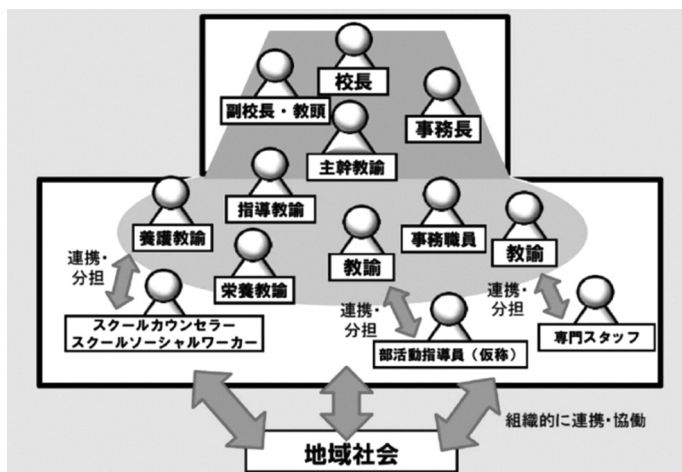 校長
副校長・教頭
事務長
主幹教諭
指導教諭
養護教諭
事務職員
教諭
教諭
栄養教諭
連携・
分担
連携・
分担
連携・
分担
スクールカウンセラー
スクールソーシャルワーカー
部活動指導員（仮称）
専門スタッフ
組織的に連携・協働
地域社会